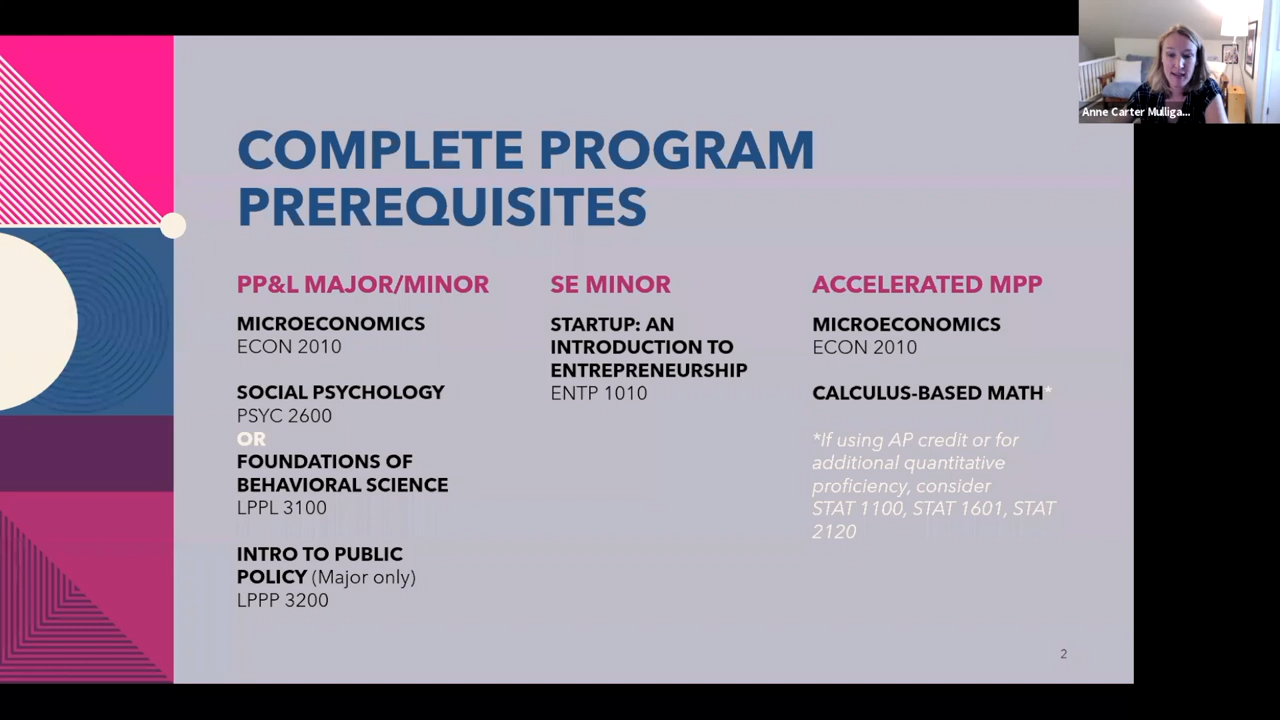 Anne Carter Mulliga...
COMPLETE PROGRAM
PREREQUISITES
PP&L MAJOR/MINOR
MICROECONOMICS
ECON 2010
SOCIAL PSYCHOLOGY
PSYC 2600
OR
FOUNDATIONS OF
BEHAVIORAL SCIENCE
LPPL 3100
INTRO TO PUBLIC
POLICY (Major only)
LPPP 3200
SE MINOR
STARTUP: AN
INTRODUCTION TO
ENTREPRENEURSHIP
ENTP 1010
ACCELERATED MPP
MICROECONOMICS
ECON 2010
CALCULUS-BASED MATH*
*If using AP credit or for
additional quantitative
proficiency, consider
STAT 1100, STAT 1601, STAT
2120
2